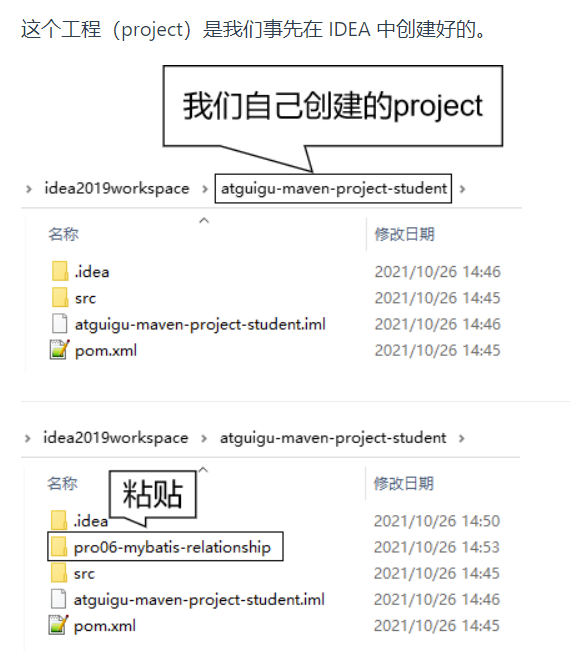 这个工程（project）是我们事先在 IDEA 中创建好的。
我们自己创建的project
› idea2019workspace › atguigu-maven-project-student ›
名称 修改日期
.idea 2021/10/26 14:46
src 2021/10/26 14:45
atguigu-maven-project-student.iml 2021/10/26 14:46
pom.xml 2021/10/26 14:45
› idea2019workspace › atguigu-maven-project-student ›
名称 修改日期
粘贴
.idea 2021/10/26 14:50
pro06-mybatis-relationship 2021/10/26 14:53
src 2021/10/26 14:45
atguigu-maven-project-student.iml 2021/10/26 14:46
pom.xml 2021/10/26 14:45